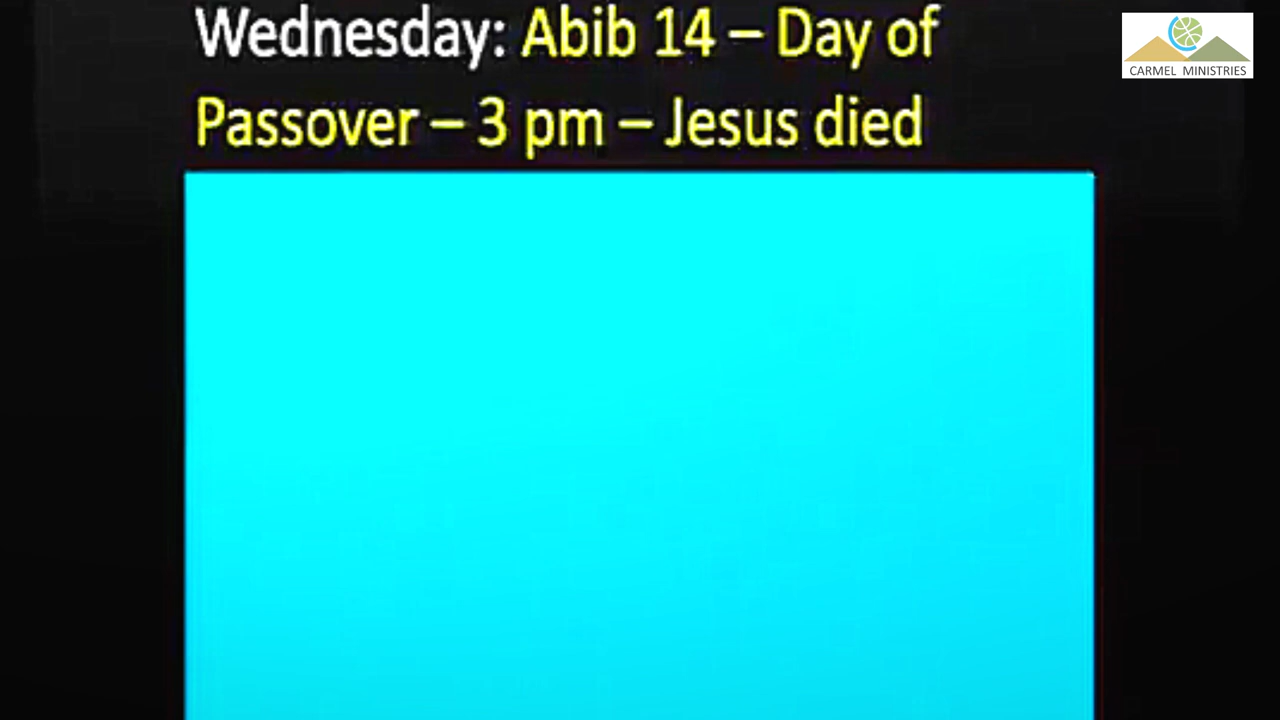 Wednesday: Abib 14 – Day of
Passover – 3 pm – Jesus died
CARMEL MINISTRIES